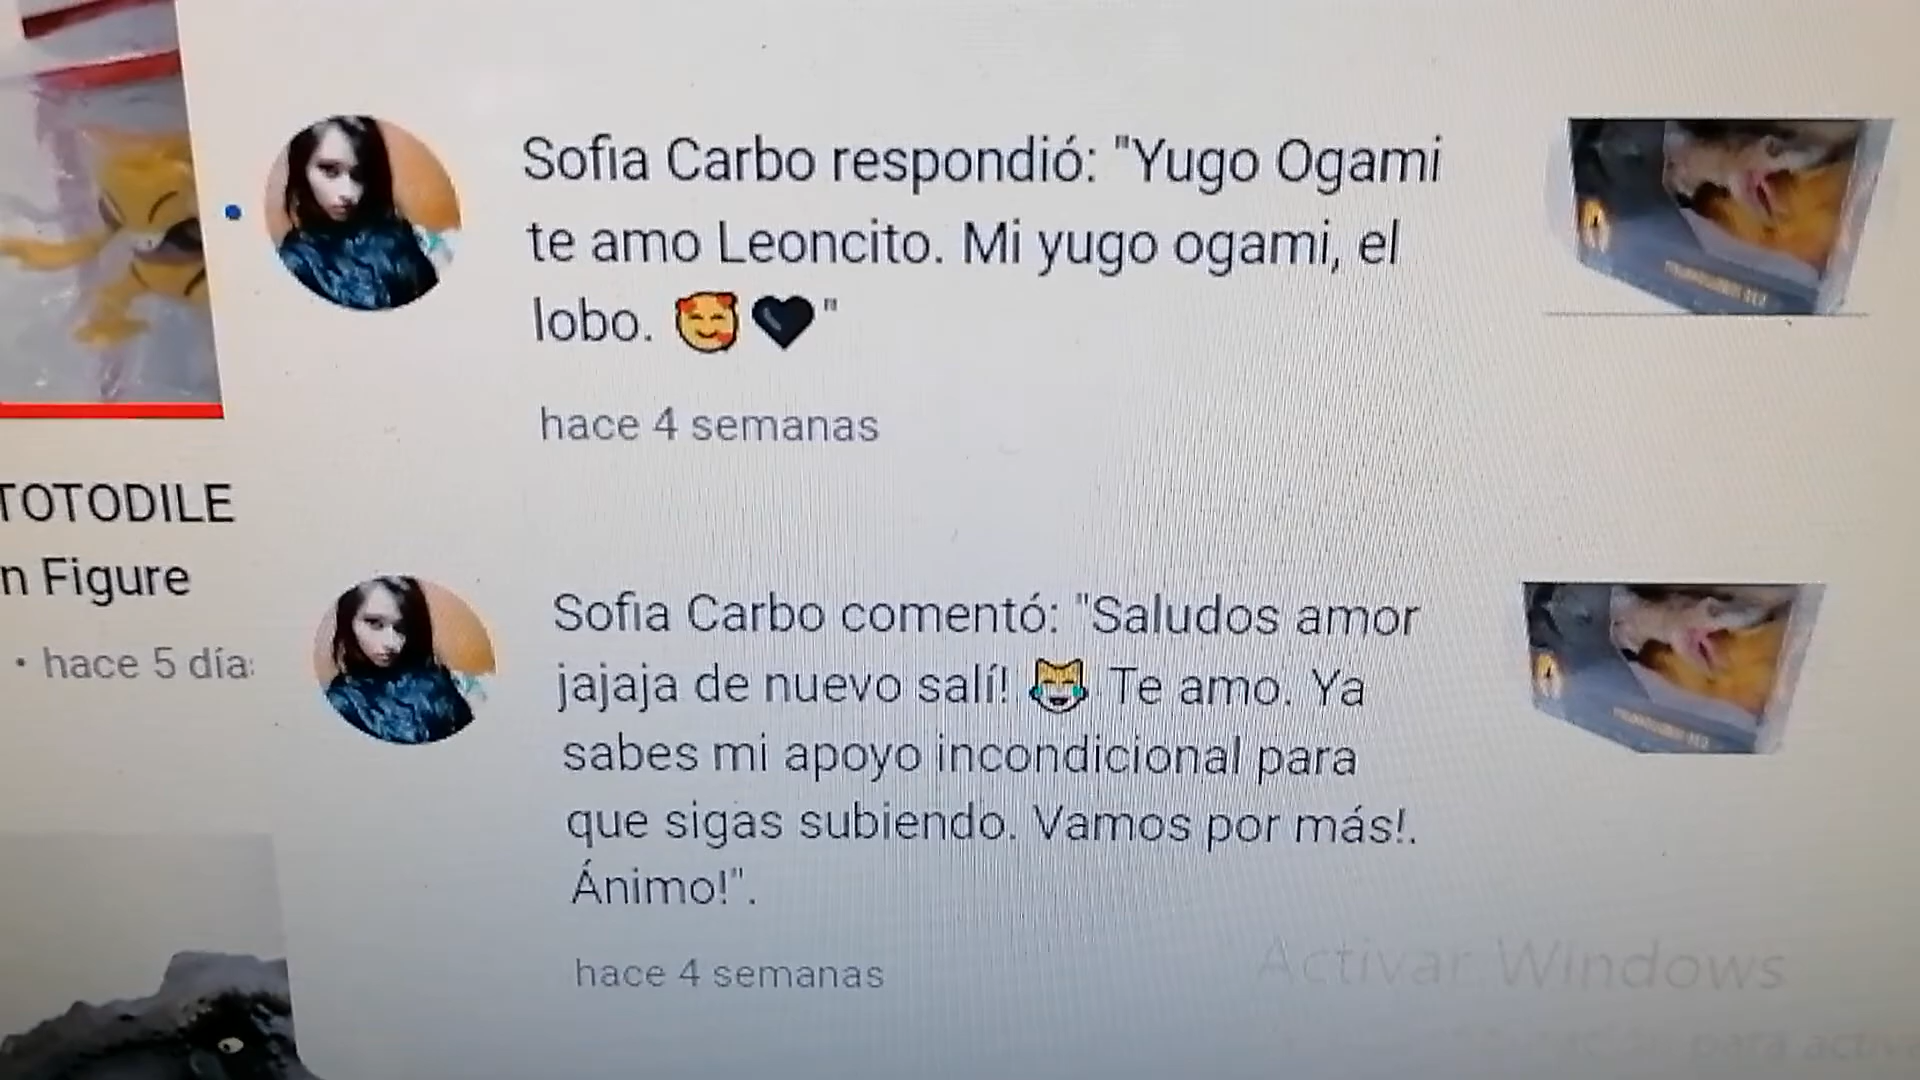 Sofia Carbo respondió: "Yugo Ogami
te amo Leoncito. Mi yugo ogami, el
lobo. 🥰🖤"
hace 4 semanas
TOTODILE
n Figure
• hace 5 día
Sofia Carbo comentó: "Saludos amor
jajaja de nuevo salí! 😹 Te amo. Ya
sabes mi apoyo incondicional para
que sigas subiendo. Vamos por más!.
Ánimo!".
hace 4 semanas
Activar Windows
para activa